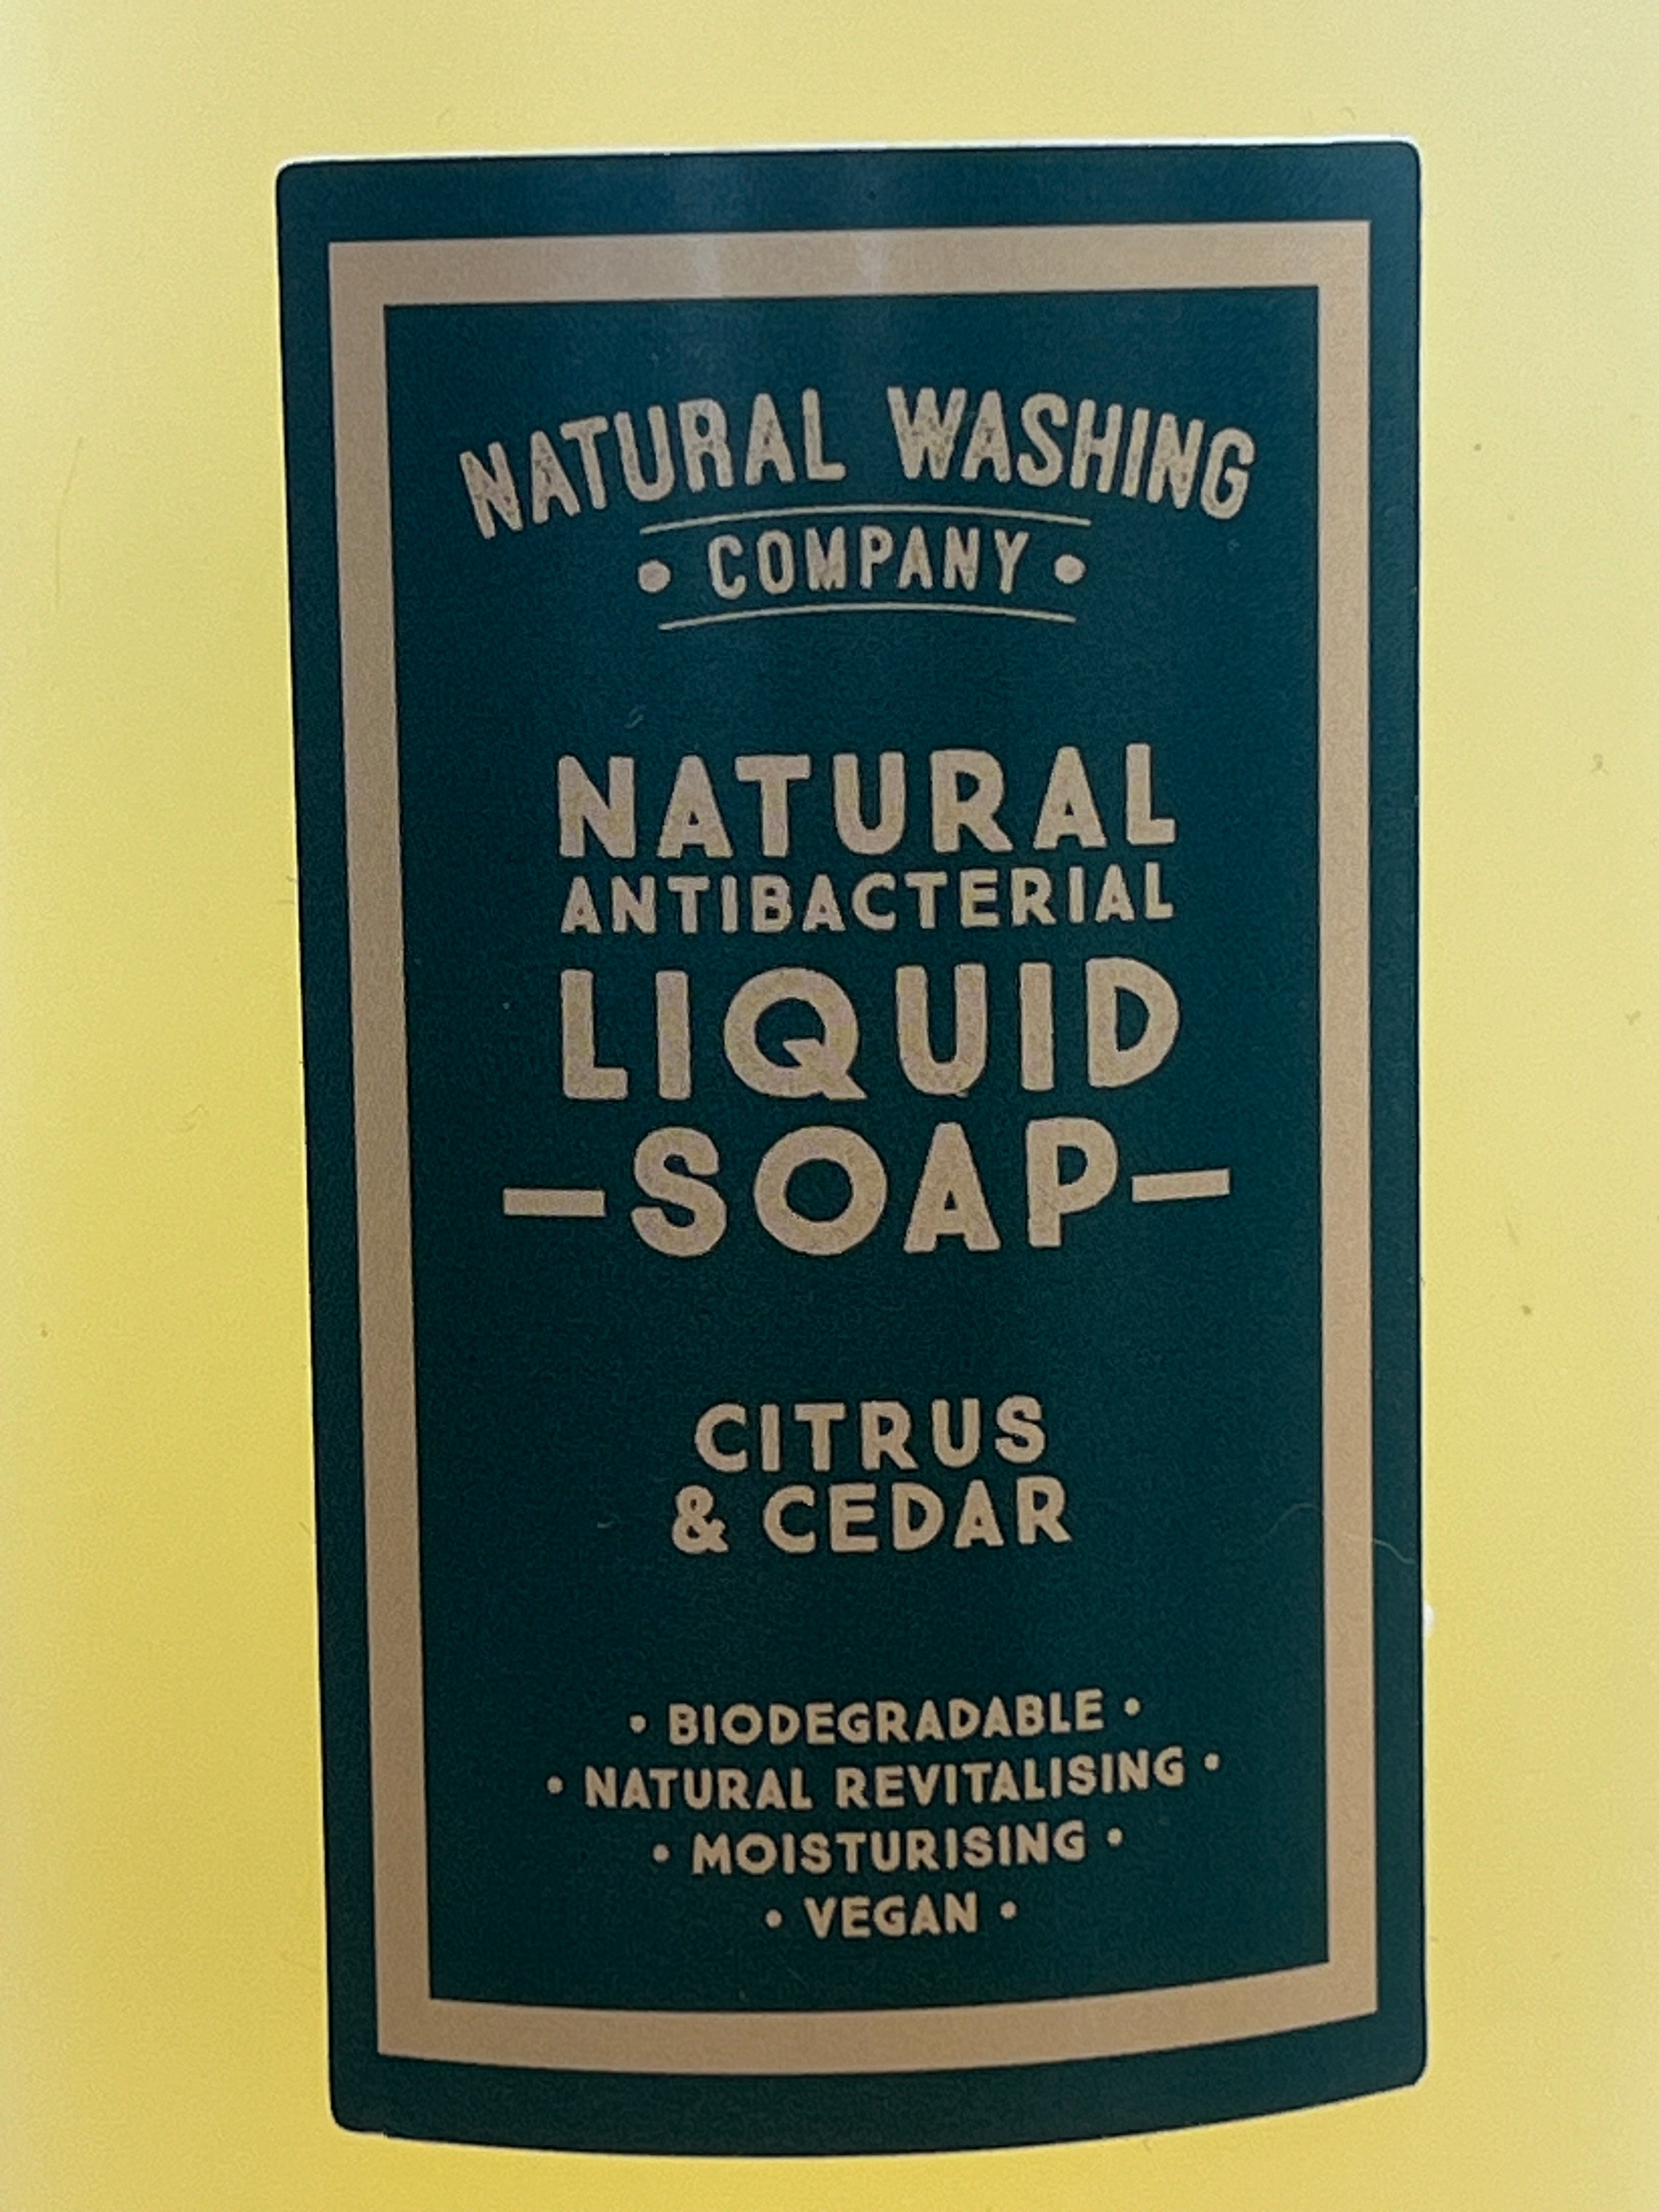 NATURAL WASHING
• COMPANY •
NATURAL
ANTIBACTERIAL
LIQUID
—SOAP—
CITRUS
& CEDAR
• BIODEGRADABLE •
• NATURAL REVITALISING •
• MOISTURISING •
• VEGAN •